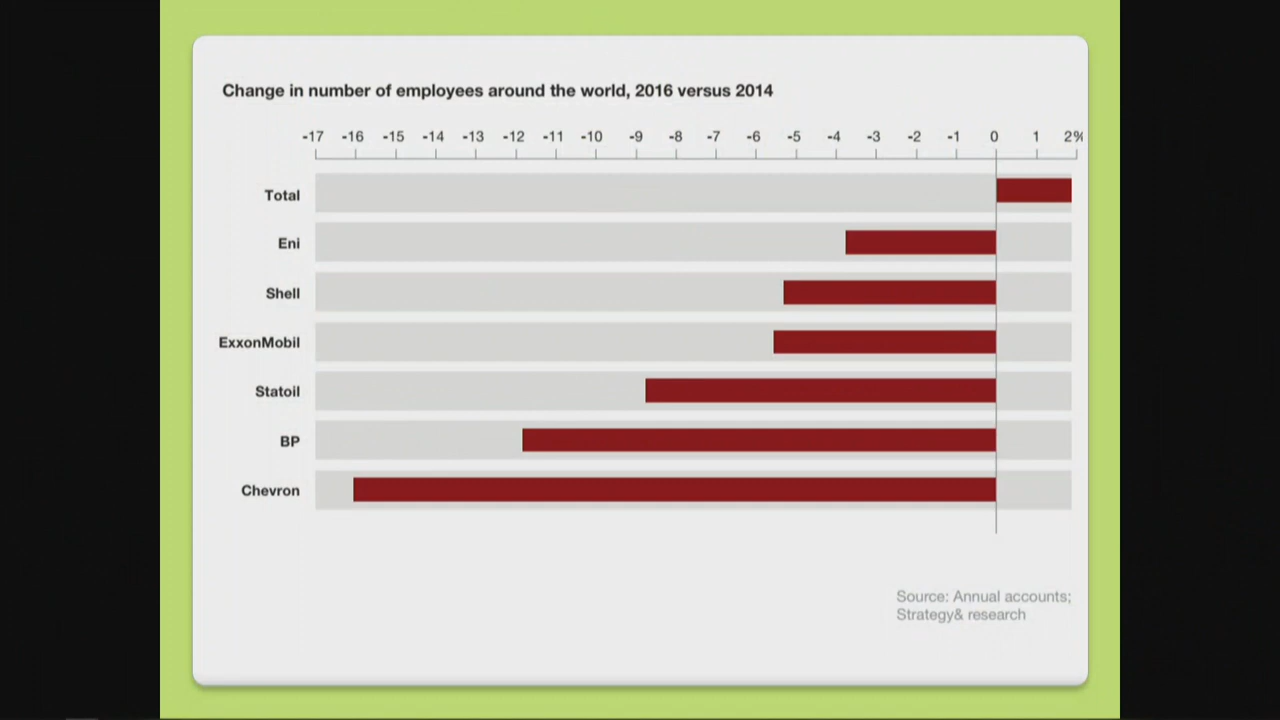 Change in number of employees around the world, 2016 versus 2014
-17 -16 -15 -14 -13 -12 -11 -10 -9 -8 -7 -6 -5 -4 -3 -2 -1 0 1 2%
Total
Eni
Shell
ExxonMobil
Statoil
BP
Chevron
Source: Annual accounts;
Strategy& research